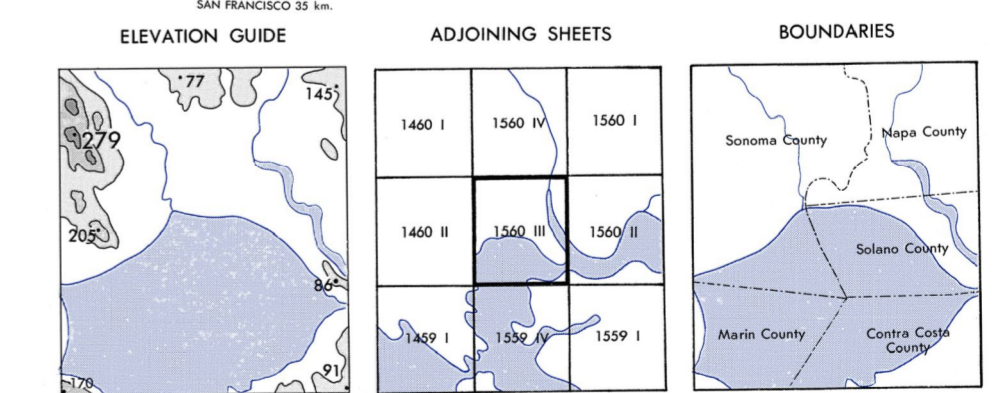 SAN FRANCISCO 35 km.
ELEVATION GUIDE
77
145
279
205
86
170
91
ADJOINING SHEETS
1460 I
1560 IV
1560 I
1460 II
1560 III
1560 II
1459 I
1559 IV
1559 I
BOUNDARIES
Sonoma County
Napa County
Solano County
Marin County
Contra Costa
County